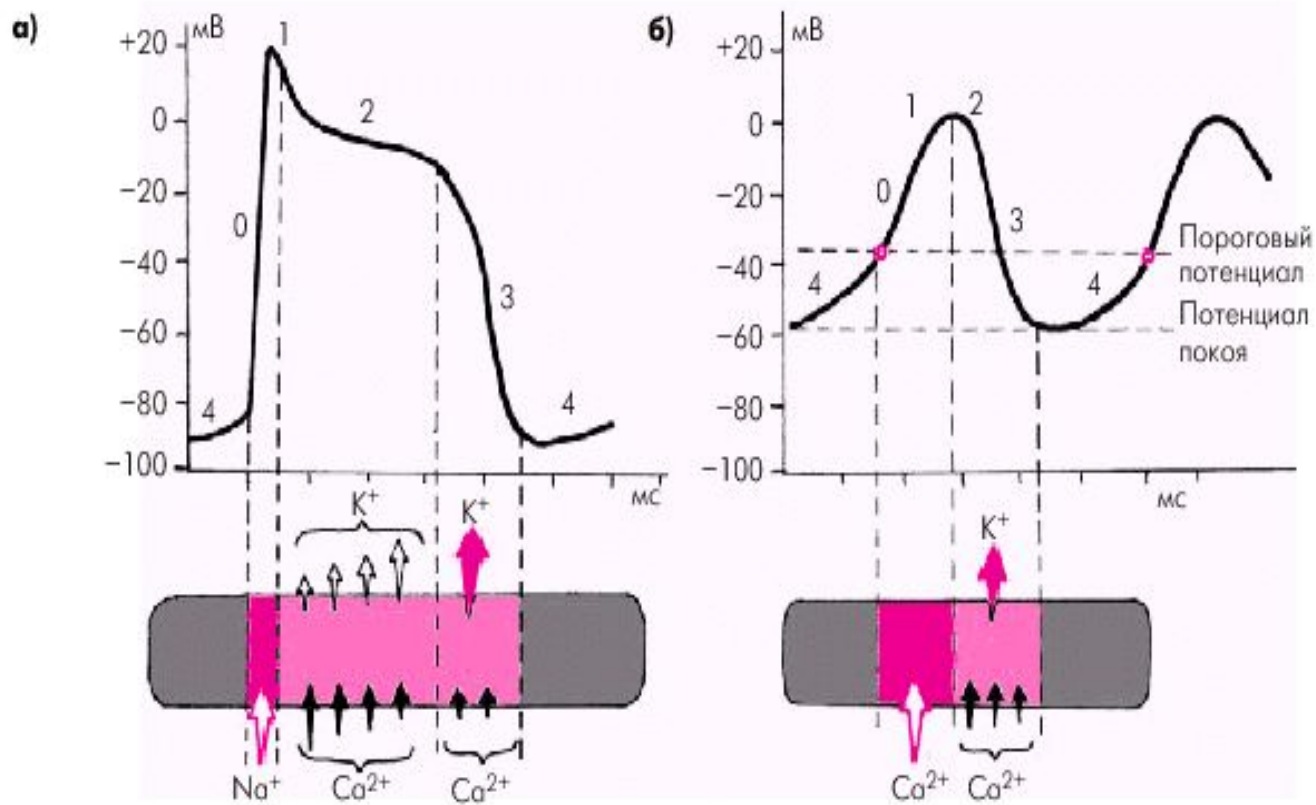 а)
мВ
+20
0
−20
−40
−60
−80
−100
1
2
0
3
4
4
мс
K⁺
K⁺
Na⁺
Ca²⁺
Ca²⁺
б)
мВ
+20
0
−20
−40
−60
−80
−100
1
2
0
3
4
4
Пороговый
потенциал
Потенциал
покоя
мс
K⁺
Ca²⁺
Ca²⁺